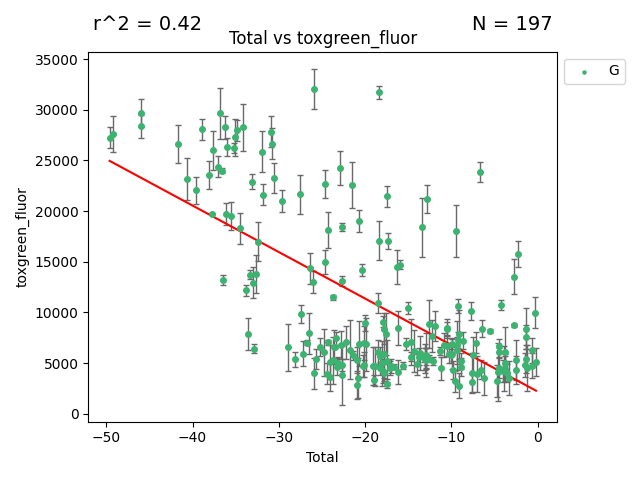 r^2 = 0.42 N = 197
Total vs toxgreen_fluor
G
35000
30000
25000
20000
15000
10000
5000
0
toxgreen_fluor
−50 −40 −30 −20 −10 0
Total